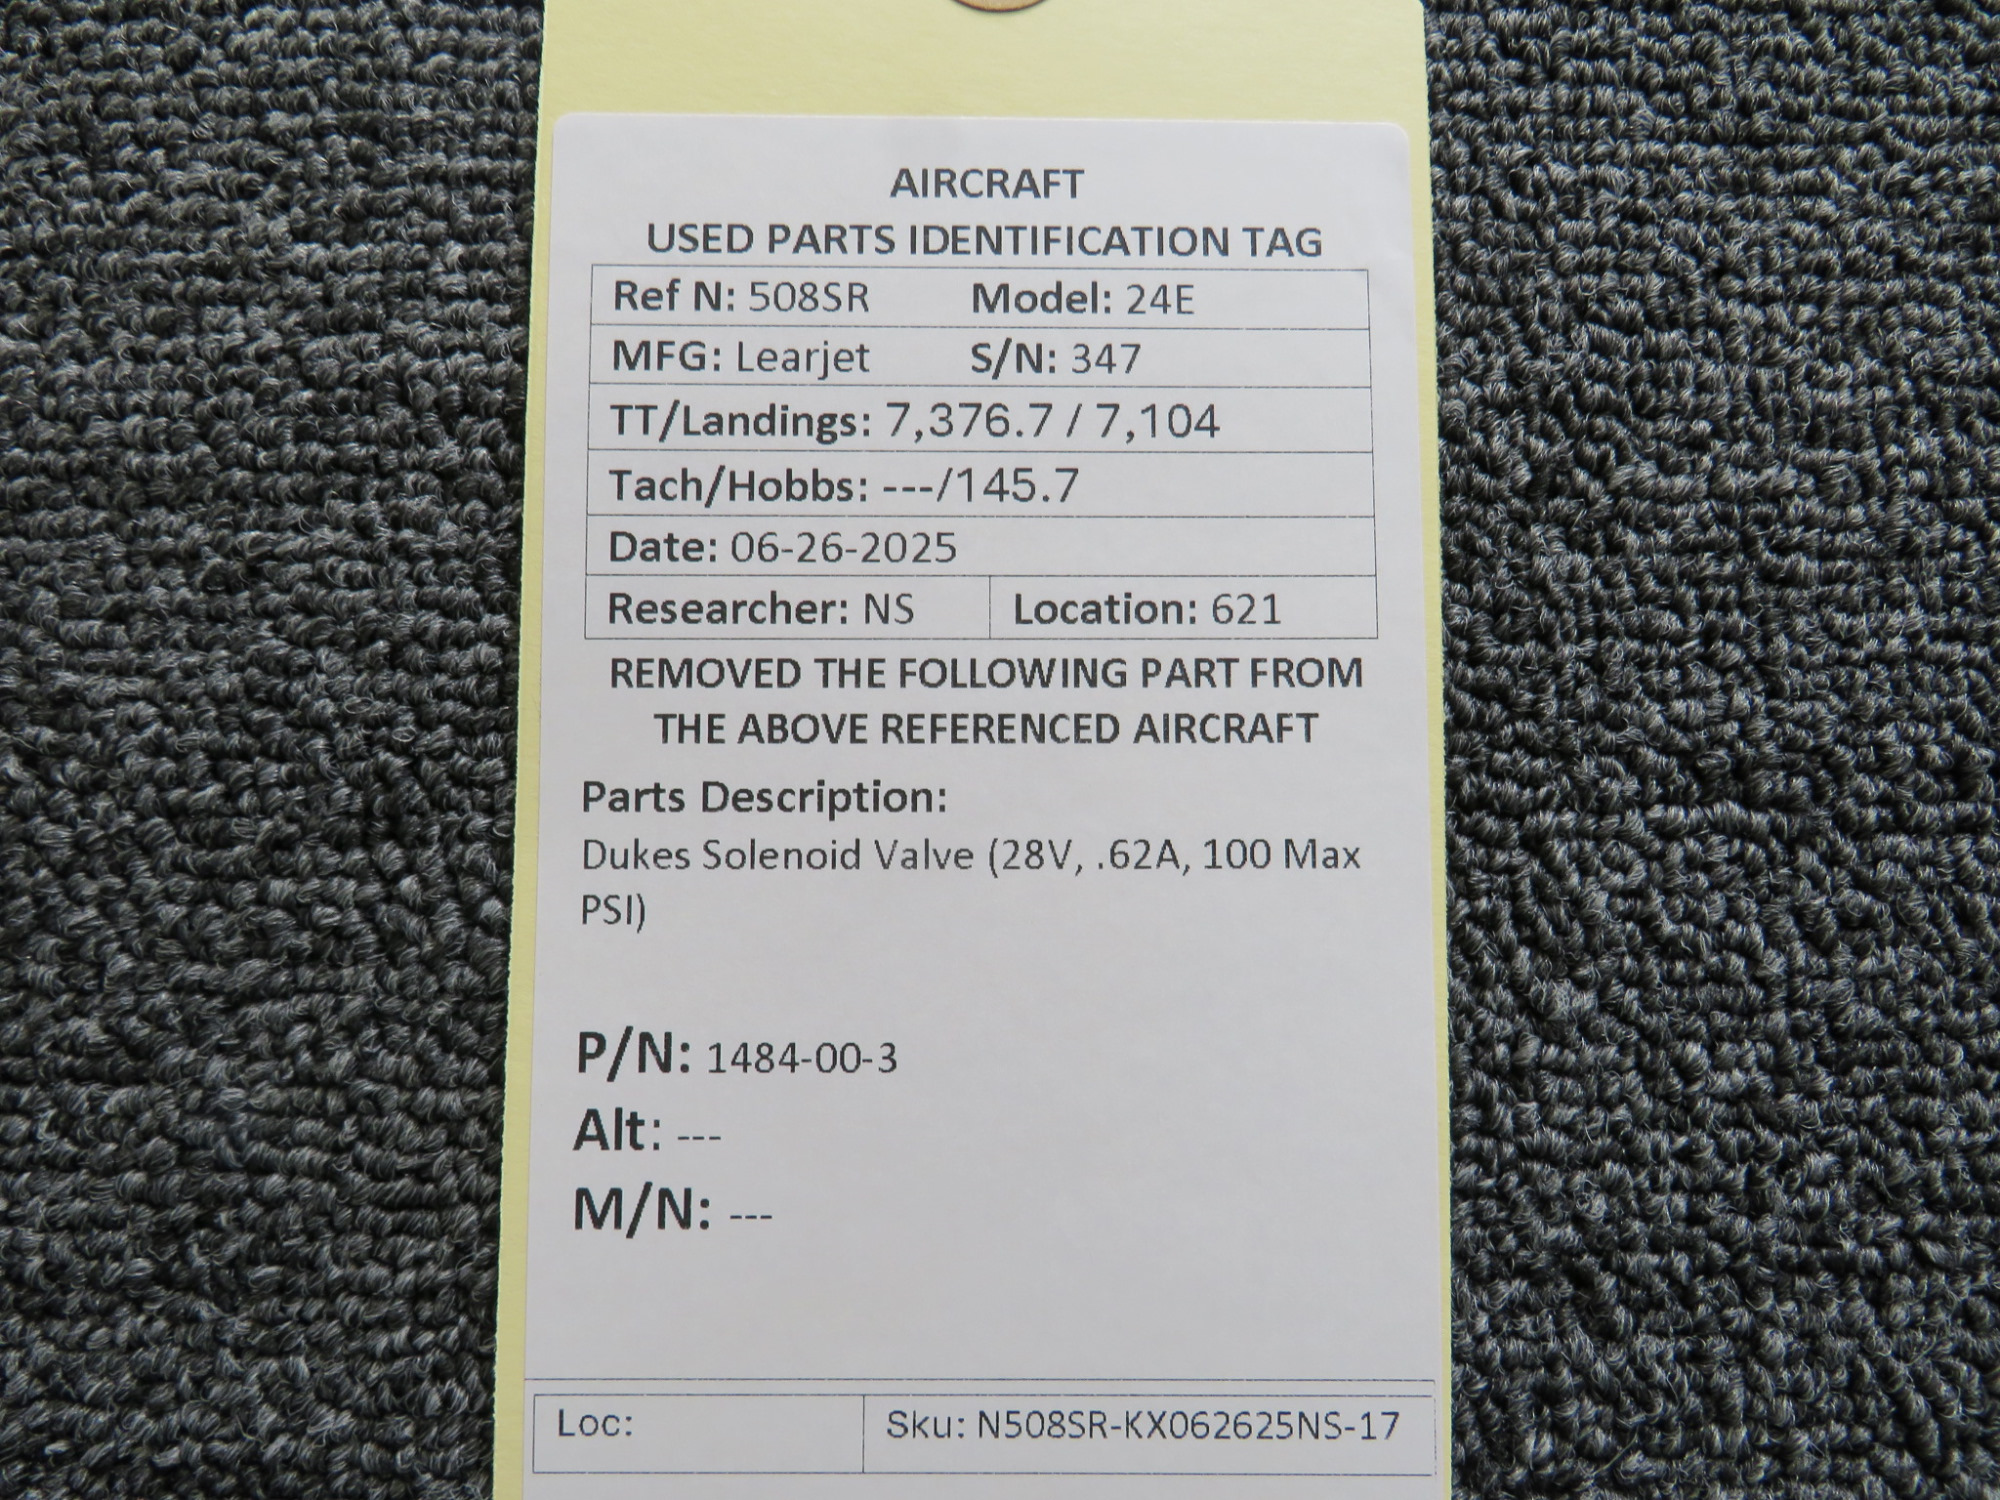 AIRCRAFT
USED PARTS IDENTIFICATION TAG
Ref N: 508SR Model: 24E
MFG: Learjet S/N: 347
TT/Landings: 7,376.7 / 7,104
Tach/Hobbs: ---/145.7
Date: 06-26-2025
Researcher: NS Location: 621
REMOVED THE FOLLOWING PART FROM
THE ABOVE REFERENCED AIRCRAFT
Parts Description:
Dukes Solenoid Valve (28V, .62A, 100 Max
PSI)
P/N: 1484-00-3
Alt: ---
M/N: ---
Loc: Sku: N508SR-KX062625NS-17